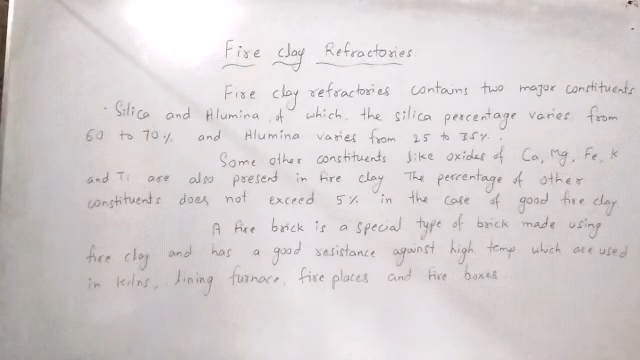 Fire clay Refractories
Fire clay refractories contains two major constituents
. Silica and Alumina of which the silica percentage varies from
60 to 70% and Alumina varies from 25 to 35%.
Some other constituents like oxides of Ca, Mg, Fe, K
and Ti are also present in fire clay The percentage of other
constituents does not exceed 5% in the case of good fire clay
A fire brick is a special type of brick made using
fire clay and has a good resistance against high temp which are used
in kilns, lining furnace, fire places and fire boxes